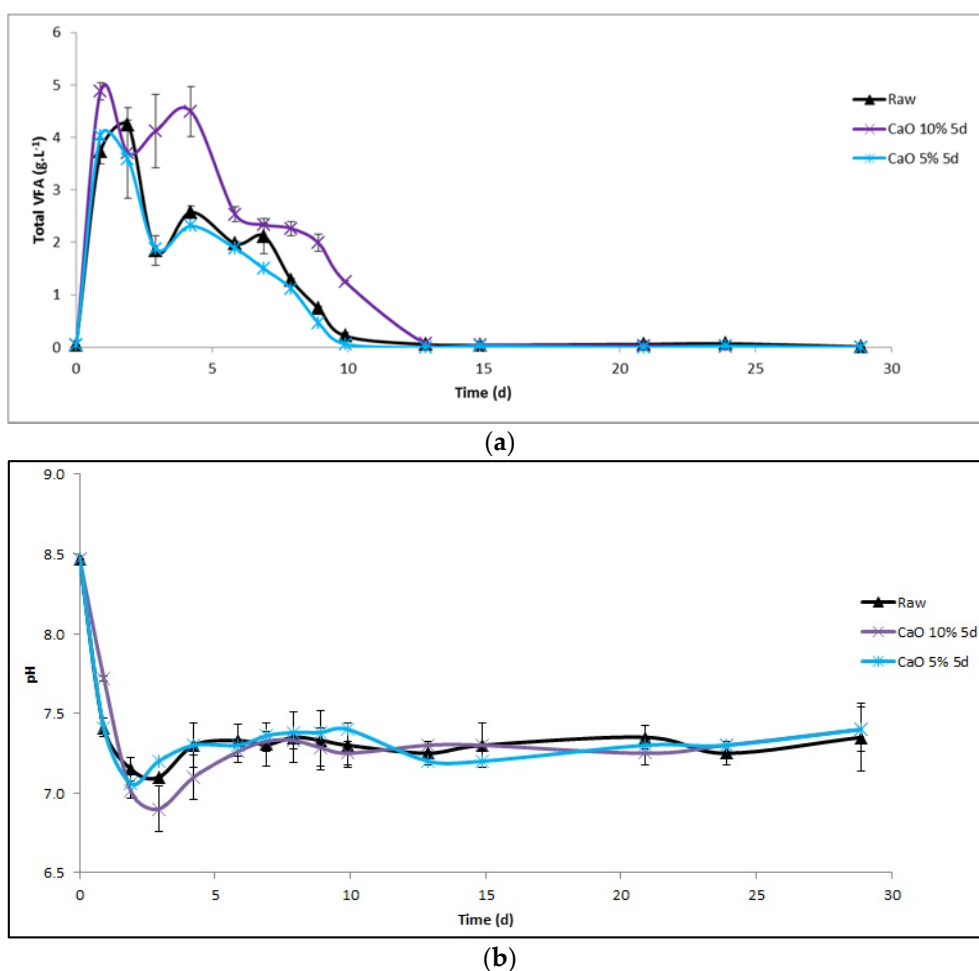 6
5
4
3
2
1
0
Total VFA (g.L⁻¹)
Raw
CaO 10% 5d
CaO 5% 5d
0 5 10 15 20 25 30
Time (d)
(a)
9.0
8.5
8.0
7.5
7.0
6.5
pH
Raw
CaO 10% 5d
CaO 5% 5d
0 5 10 15 20 25 30
Time (d)
(b)